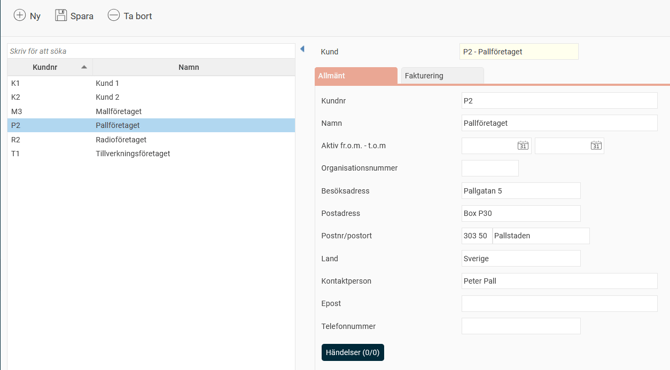 Ny Spara Ta bort
Skriv för att söka
Kundnr Namn
K1 Kund 1
K2 Kund 2
M3 Mallföretaget
P2 Pallföretaget
R2 Radioföretaget
T1 Tillverkningsföretaget
Kund P2 - Pallföretaget
Allmänt Fakturering
Kundnr P2
Namn Pallföretaget
Aktiv fr.o.m. - t.o.m 31 31
Organisationsnummer
Besöksadress Pallgatan 5
Postadress Box P30
Postnr/postort 303 50 Pallstaden
Land Sverige
Kontaktperson Peter Pall
Epost
Telefonnummer
Händelser (0/0)